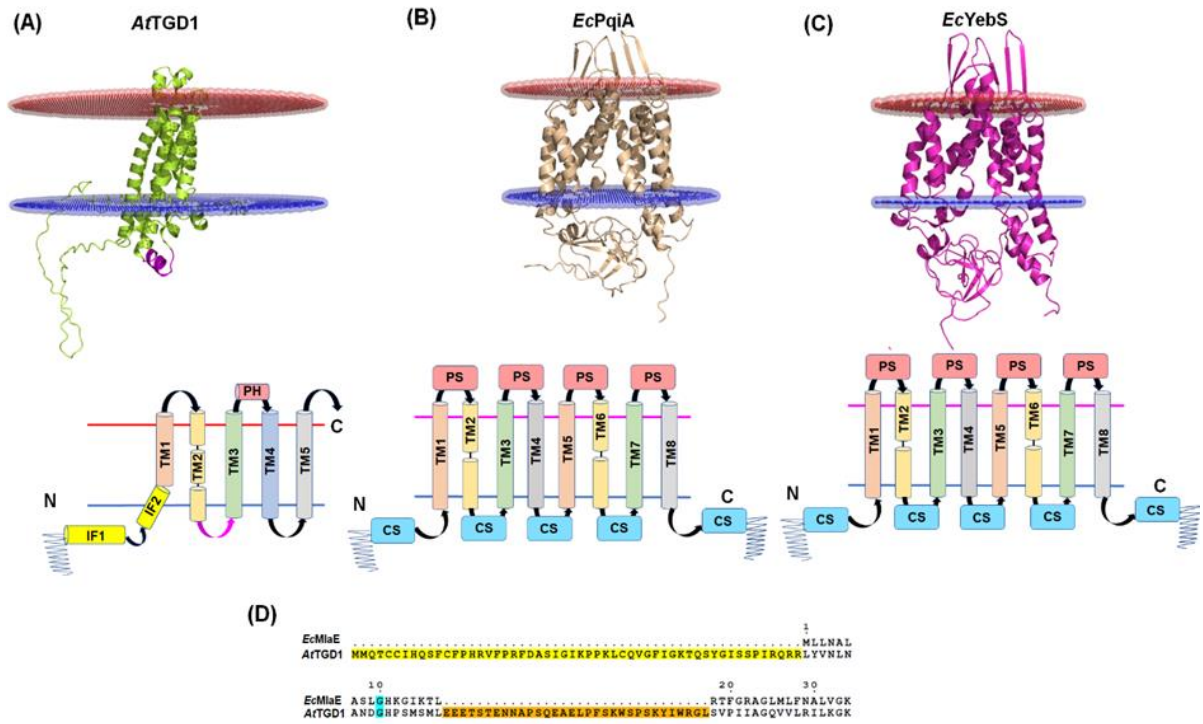 (A)
AtTGD1
(B)
EcPqiA
(C)
EcYebS
N
IF1
IF2
TM1
TM2
TM3
PH
TM4
TM5
C
N
CS
TM1
PS
TM2
CS
TM3
PS
TM4
CS
TM5
PS
TM6
CS
TM7
PS
TM8
CS
C
N
CS
TM1
PS
TM2
CS
TM3
PS
TM4
CS
TM5
PS
TM6
CS
TM7
PS
TM8
CS
C
(D)
1
EcMlaE ......................................................MLLNAL
AtTGD1 MMQTCCIHQSFCFPHRVFPRFDASIGIKPPKLCQVGFIGKTQSYGISSPIRQRRLYVNLN
10 20 30
EcMlaE ASLGHKGIKTL................................RTFGRAGLMLFNALVGK
AtTGD1 ANDGHPSMSMLEEETSTENNAPSQEAELPFSKWSPSKYIWRGLSVPIIAGQVVLRILKGK